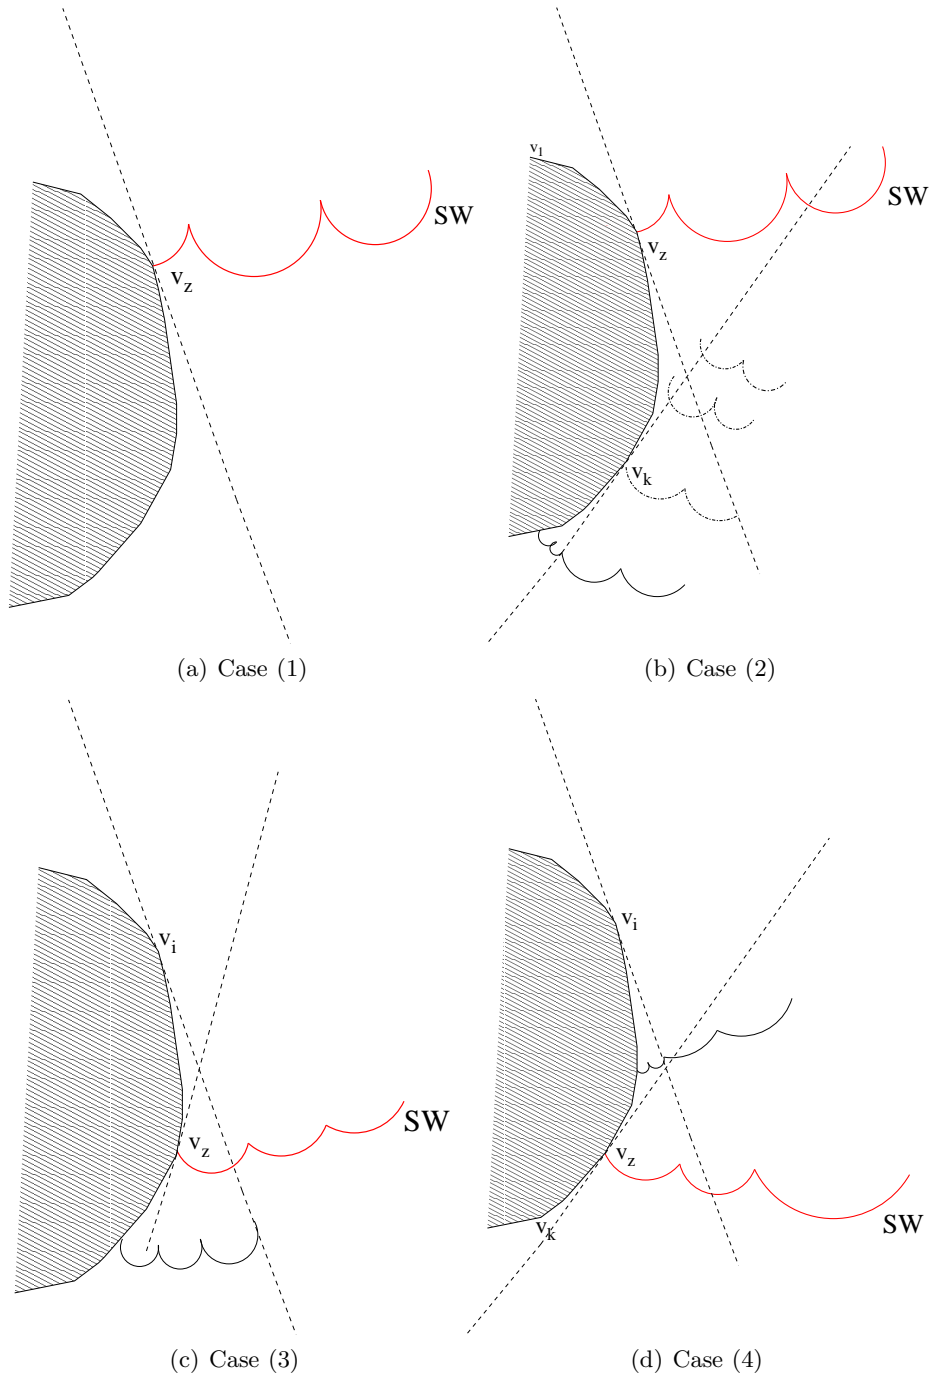 SW
v_z
(a) Case (1)
v_1
SW
v_z
v_k
(b) Case (2)
v_i
SW
v_z
(c) Case (3)
v_i
v_z
v_k
SW
(d) Case (4)